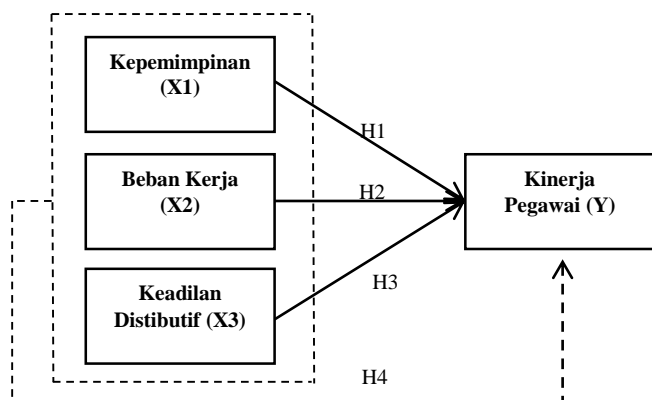 Kepemimpinan
(X1)
H1
Beban Kerja
(X2)
H2
Kinerja
Pegawai (Y)
Keadilan
Distibutif (X3)
H3
H4